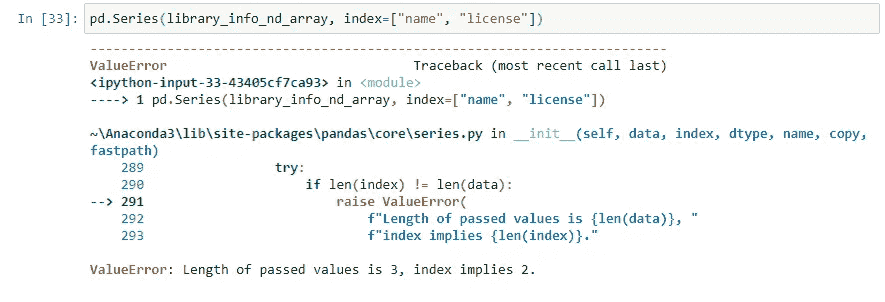 In [33]: pd.Series(library_info_nd_array, index=["name", "license"])
---------------------------------------------------------------------------
ValueError                                Traceback (most recent call last)
<ipython-input-33-43405cf7ca93> in <module>
----> 1 pd.Series(library_info_nd_array, index=["name", "license"])
~\Anaconda3\lib\site-packages\pandas\core\series.py in __init__(self, data, index, dtype, name, copy,
fastpath)
    289                 try:
    290                     if len(index) != len(data):
--> 291                         raise ValueError(
    292                             f"Length of passed values is {len(data)}, "
    293                             f"index implies {len(index)}."
ValueError: Length of passed values is 3, index implies 2.